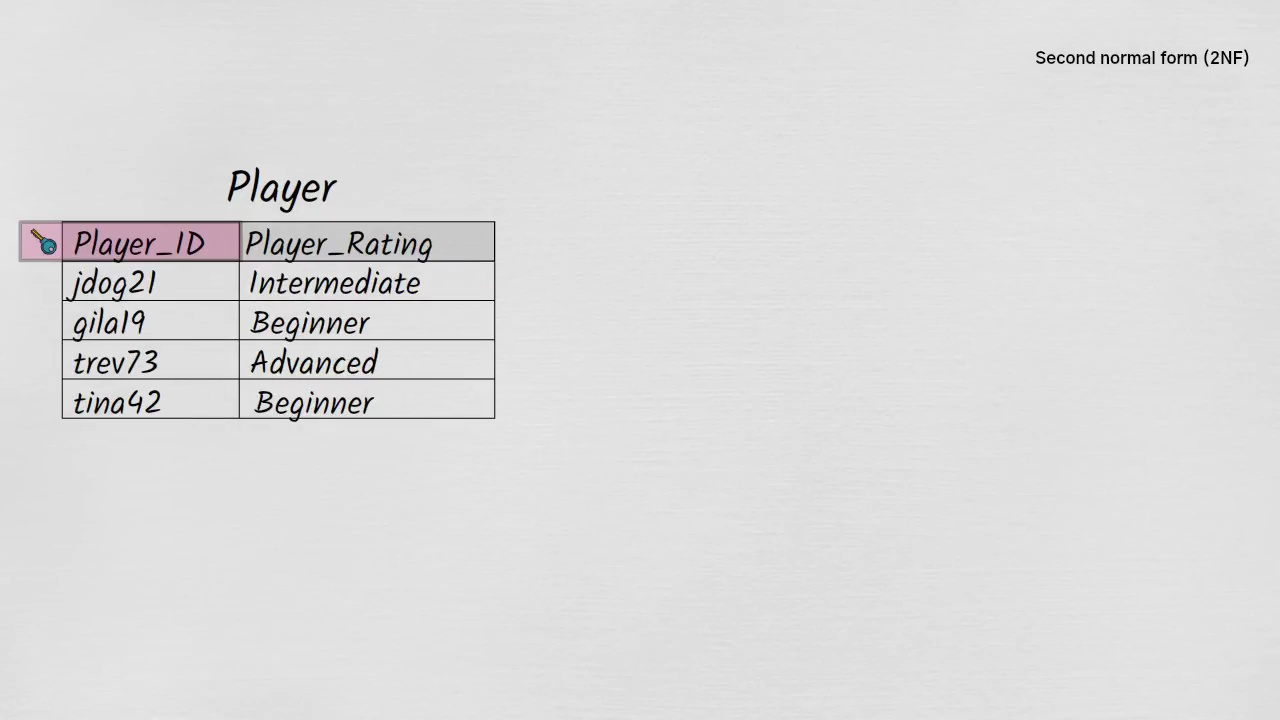 Second normal form (2NF)
Player
Player_ID Player_Rating
jdog21 Intermediate
gila19 Beginner
trev73 Advanced
tina42 Beginner